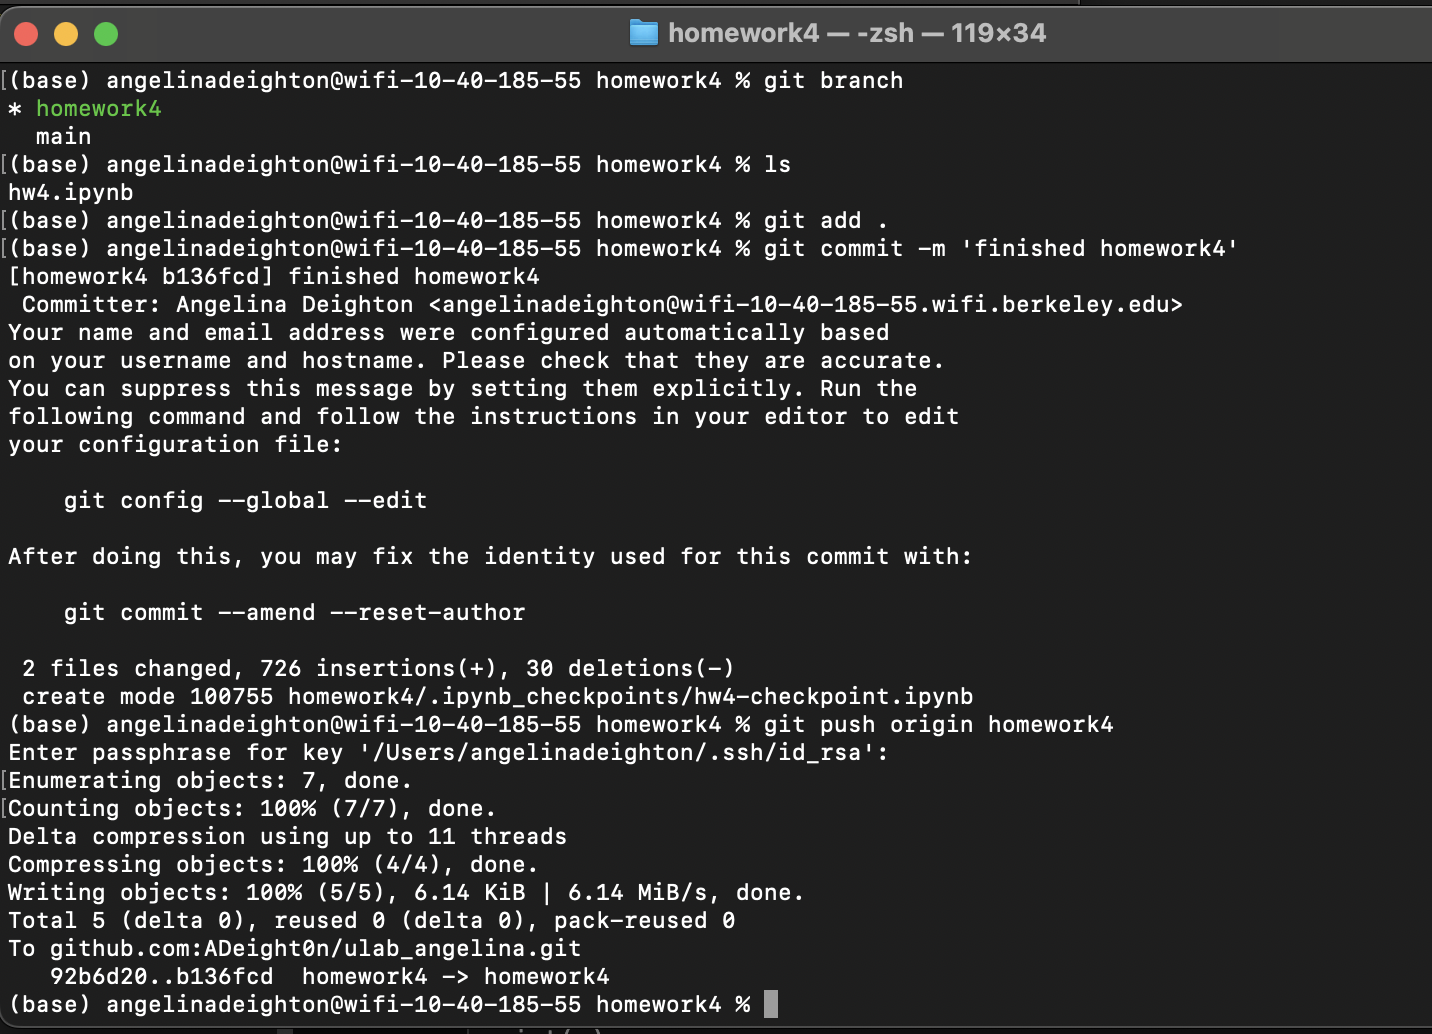 homework4 — -zsh — 119×34
[(base) angelinadeighton@wifi-10-40-185-55 homework4 % git branch
* homework4
  main
[(base) angelinadeighton@wifi-10-40-185-55 homework4 % ls
hw4.ipynb
[(base) angelinadeighton@wifi-10-40-185-55 homework4 % git add .
[(base) angelinadeighton@wifi-10-40-185-55 homework4 % git commit -m 'finished homework4'
[homework4 b136fcd] finished homework4
 Committer: Angelina Deighton <angelinadeighton@wifi-10-40-185-55.wifi.berkeley.edu>
Your name and email address were configured automatically based
on your username and hostname. Please check that they are accurate.
You can suppress this message by setting them explicitly. Run the
following command and follow the instructions in your editor to edit
your configuration file:

    git config --global --edit

After doing this, you may fix the identity used for this commit with:

    git commit --amend --reset-author

 2 files changed, 726 insertions(+), 30 deletions(-)
 create mode 100755 homework4/.ipynb_checkpoints/hw4-checkpoint.ipynb
(base) angelinadeighton@wifi-10-40-185-55 homework4 % git push origin homework4
Enter passphrase for key '/Users/angelinadeighton/.ssh/id_rsa':
[Enumerating objects: 7, done.
[Counting objects: 100% (7/7), done.
Delta compression using up to 11 threads
Compressing objects: 100% (4/4), done.
Writing objects: 100% (5/5), 6.14 KiB | 6.14 MiB/s, done.
Total 5 (delta 0), reused 0 (delta 0), pack-reused 0
To github.com:ADeight0n/ulab_angelina.git
   92b6d20..b136fcd  homework4 -> homework4
(base) angelinadeighton@wifi-10-40-185-55 homework4 %